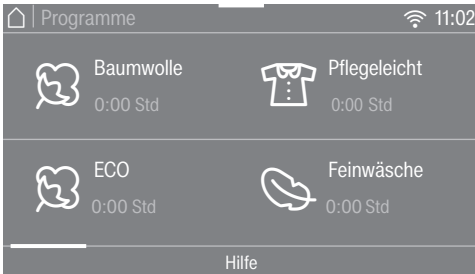 Programme 11:02
Baumwolle
0:00 Std
Pflegeleicht
0:00 Std
ECO
0:00 Std
Feinwäsche
0:00 Std
Hilfe